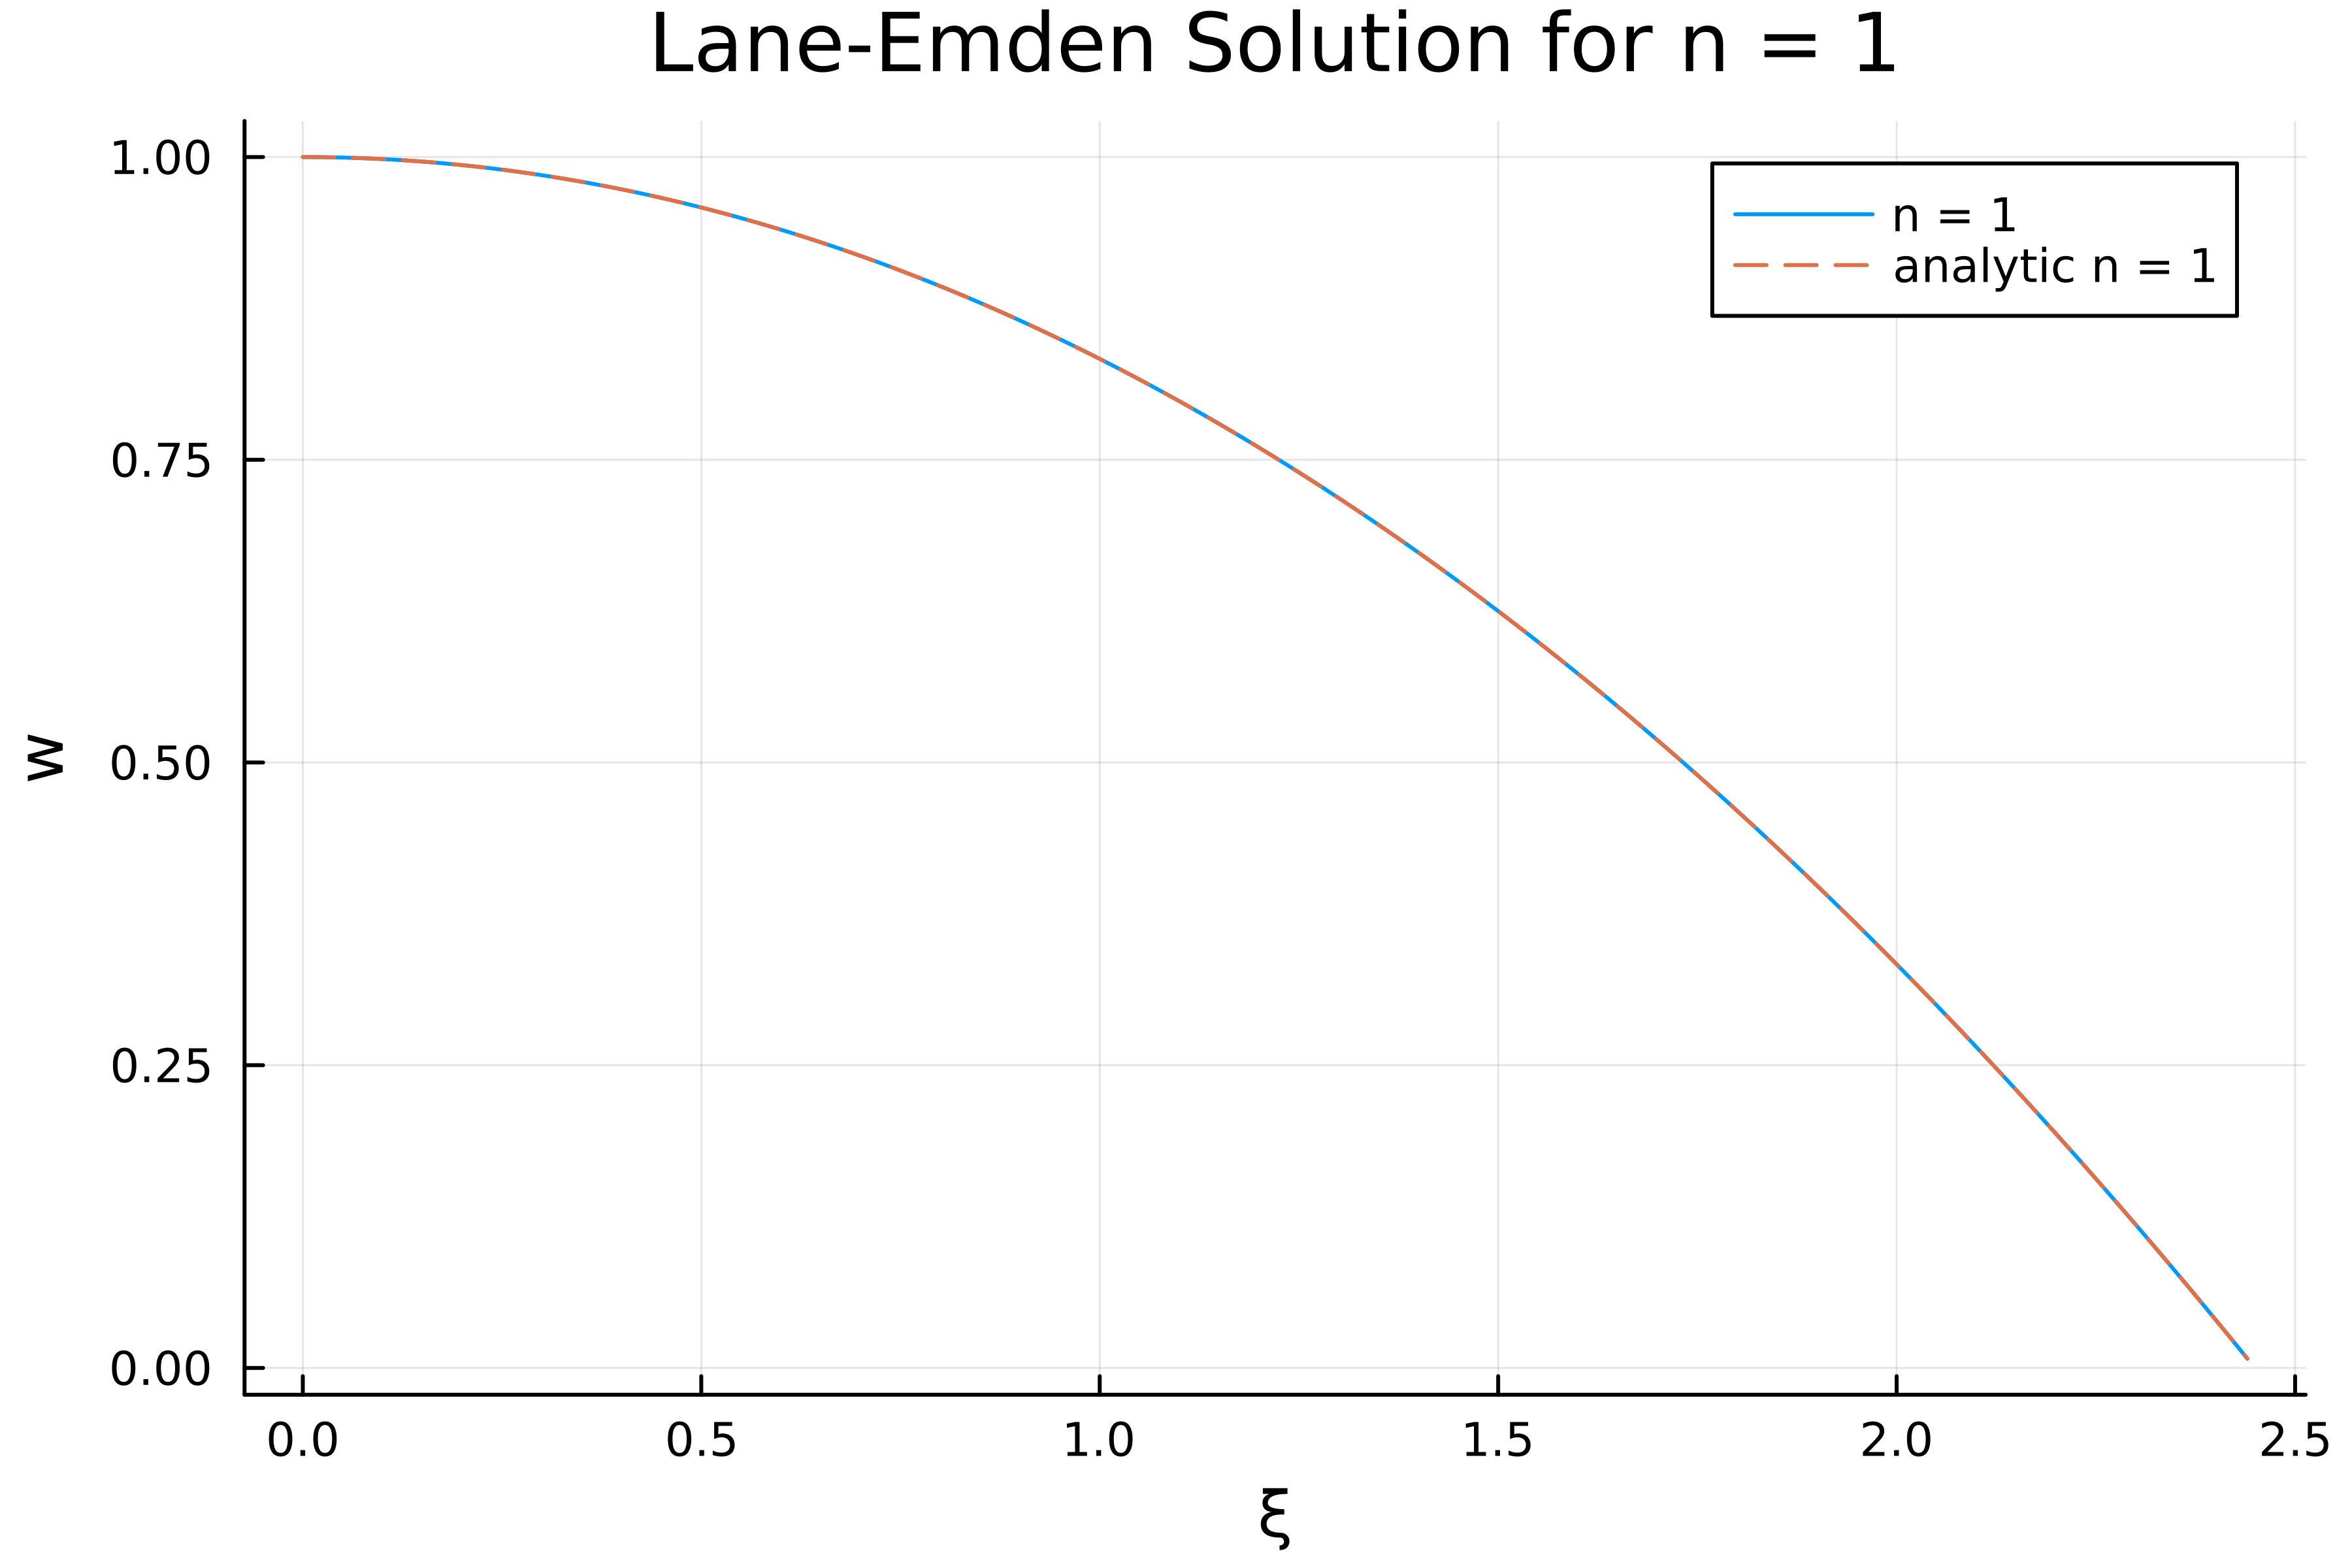 Lane-Emden Solution for n = 1
n = 1
analytic n = 1
w
1.00
0.75
0.50
0.25
0.00
0.0 0.5 1.0 1.5 2.0 2.5
ξ